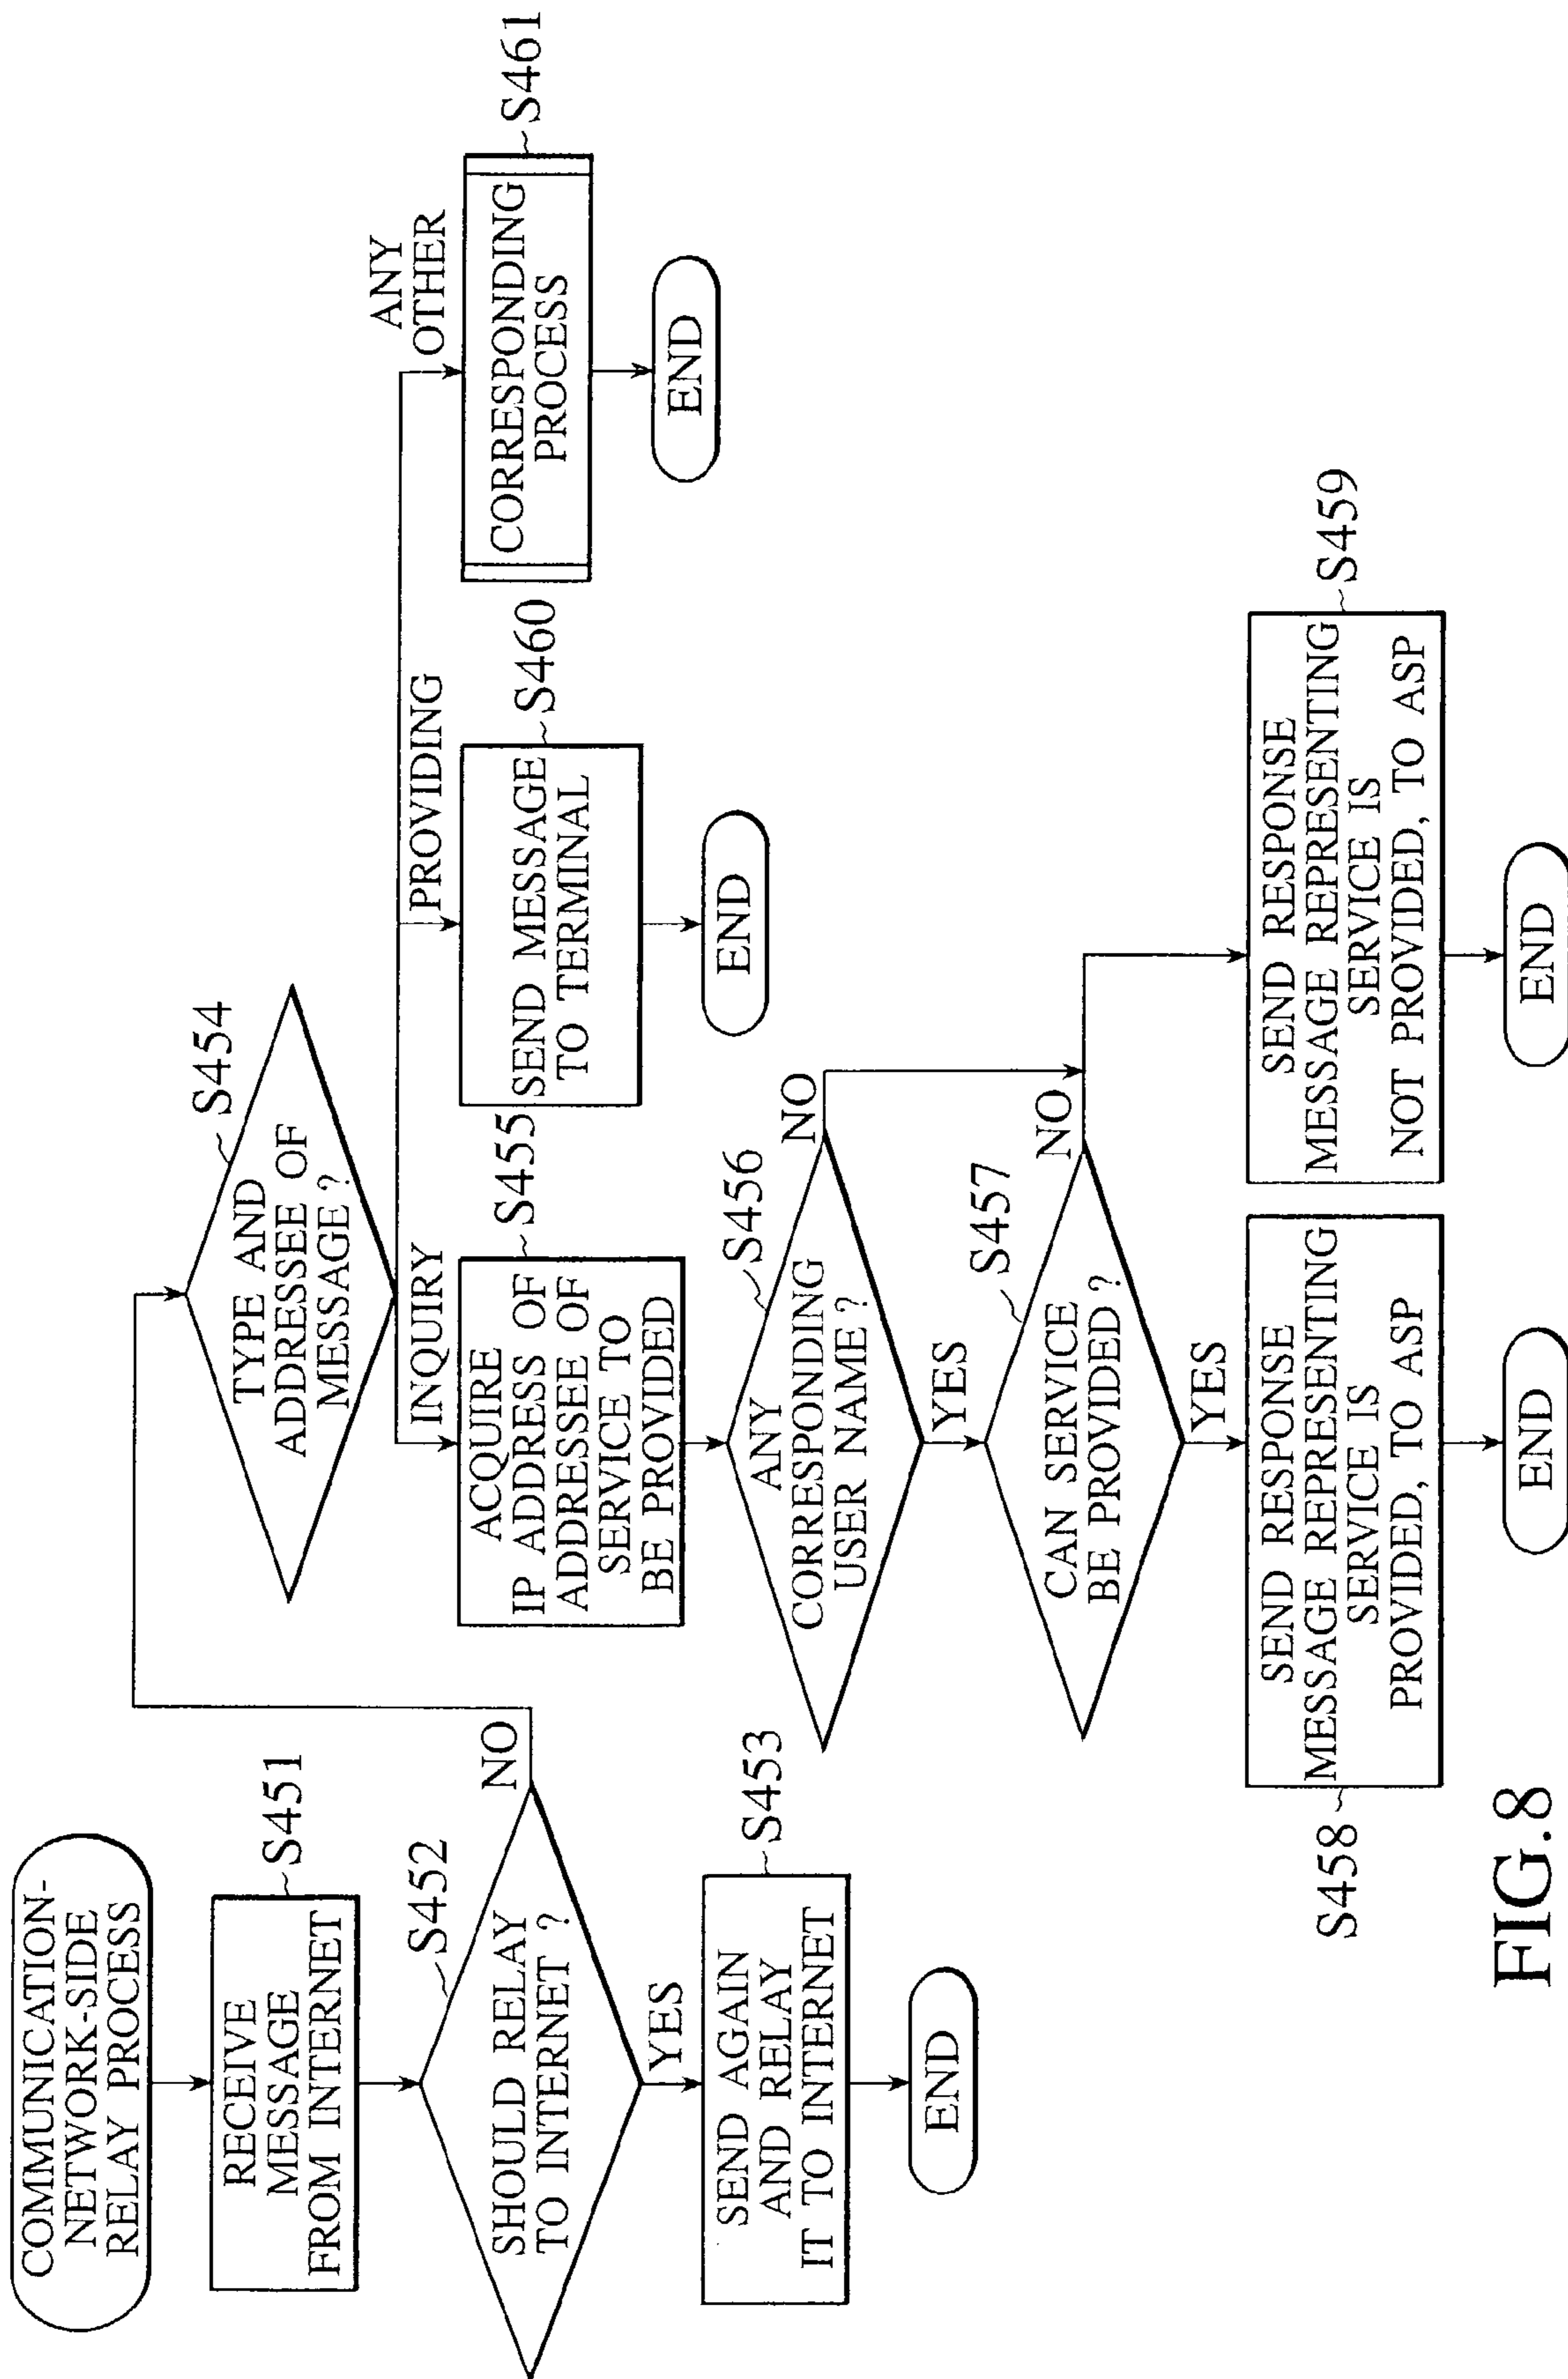 COMMUNICATION-
NETWORK-SIDE
RELAY PROCESS
RECEIVE
MESSAGE
FROM INTERNET
S451
SHOULD RELAY
TO INTERNET ?
S452
NO
YES
SEND AGAIN
AND RELAY
IT TO INTERNET
S453
END
TYPE AND
ADDRESSEE OF
MESSAGE ?
S454
INQUIRY
PROVIDING
ANY
OTHER
ACQUIRE
IP ADDRESS OF
ADDRESSEE OF
SERVICE TO
BE PROVIDED
S455
SEND MESSAGE
TO TERMINAL
S460
END
CORRESPONDING
PROCESS
S461
END
ANY
CORRESPONDING
USER NAME ?
S456
NO
YES
CAN SERVICE
BE PROVIDED ?
S457
NO
YES
SEND RESPONSE
MESSAGE REPRESENTING
SERVICE IS
PROVIDED, TO ASP
S458
END
SEND RESPONSE
MESSAGE REPRESENTING
SERVICE IS
NOT PROVIDED, TO ASP
S459
END
FIG.8